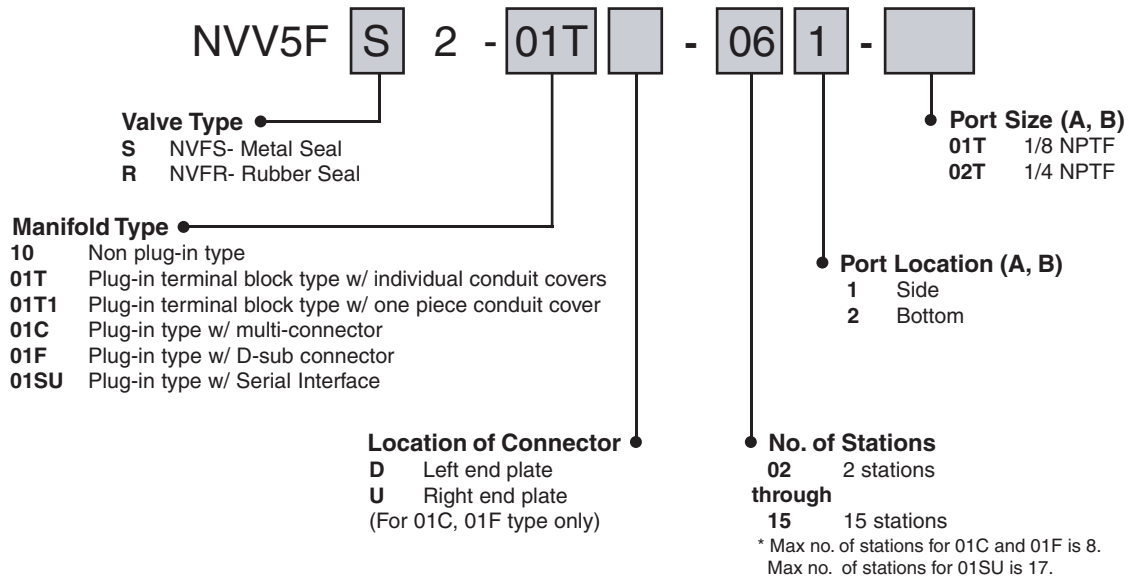 NVV5F S 2 - 01T - 06 1 -
Valve Type
S NVFS- Metal Seal
R NVFR- Rubber Seal
Port Size (A, B)
01T 1/8 NPTF
02T 1/4 NPTF
Manifold Type
10 Non plug-in type
01T Plug-in terminal block type w/ individual conduit covers
01T1 Plug-in terminal block type w/ one piece conduit cover
01C Plug-in type w/ multi-connector
01F Plug-in type w/ D-sub connector
01SU Plug-in type w/ Serial Interface
Port Location (A, B)
1 Side
2 Bottom
Location of Connector
D Left end plate
U Right end plate
(For 01C, 01F type only)
No. of Stations
02 2 stations
through
15 15 stations
* Max no. of stations for 01C and 01F is 8.
Max no. of stations for 01SU is 17.